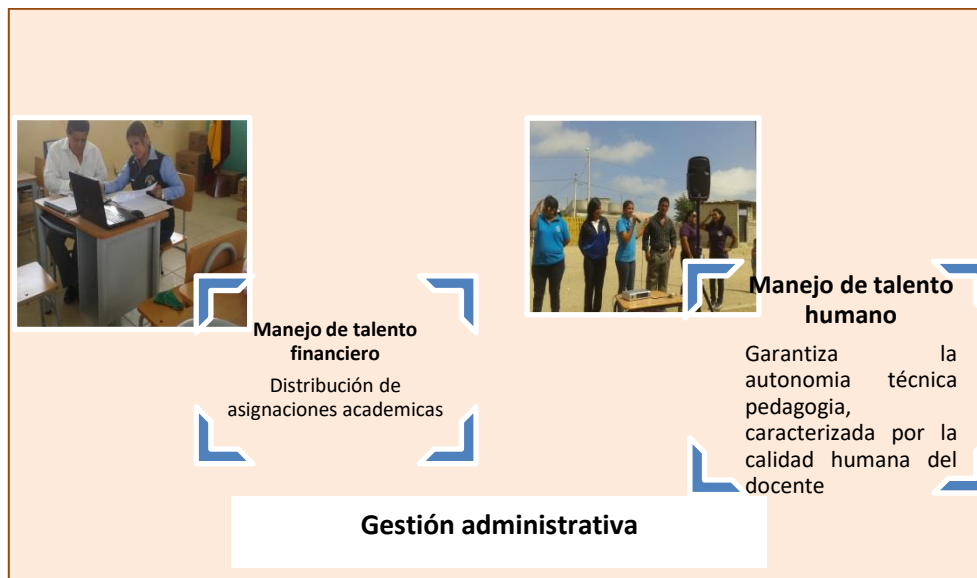 Manejo de talento
financiero
Distribución de
asignaciones academicas
Manejo de talento
humano
Garantiza la
autonomia técnica
pedagogia,
caracterizada por la
calidad humana del
docente
Gestión administrativa